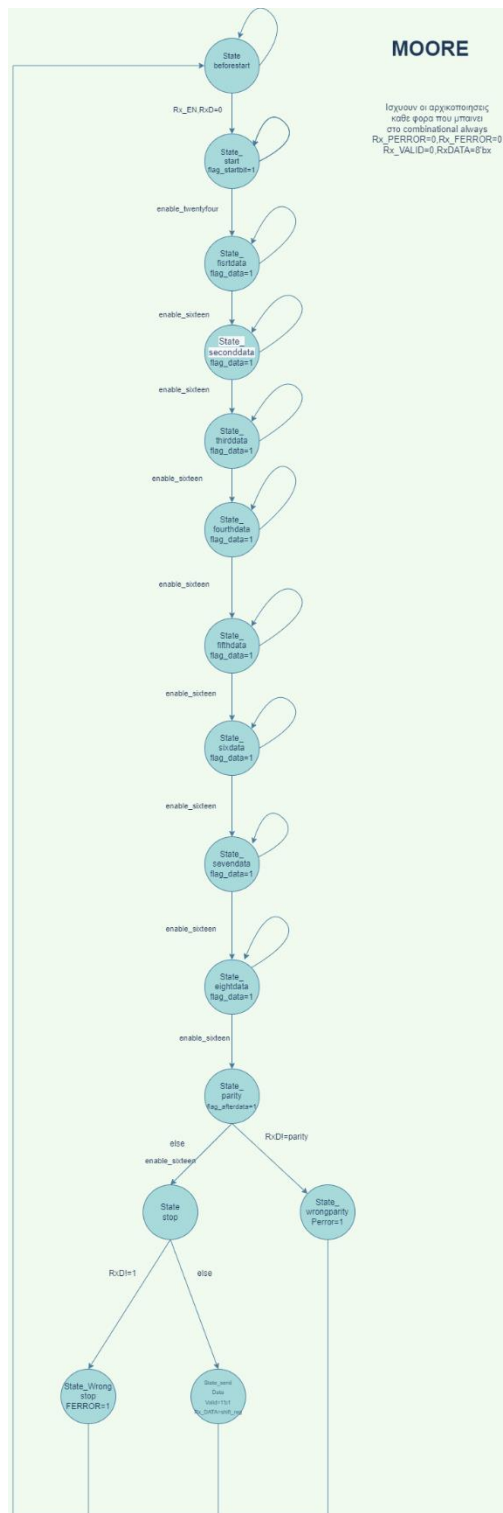 MOORE
Ισχυουν οι αρχικοποιησεις
καθε φορα που μπαινει
στο combinational always
Rx_PERROR=0,Rx_FERROR=0
Rx_VALID=0,RxDATA=8'bx
State
beforestart
Rx_EN,RxD=0
State_
start
flag_startbit=1
enable_twentyfour
State_
fisrtdata
flag_data=1
enable_sixteen
State_
seconddata
flag_data=1
enable_sixteen
State_
thirddata
flag_data=1
enable_sixteen
State_
fourthdata
flag_data=1
enable_sixteen
State_
fifthdata
flag_data=1
enable_sixteen
State_
sixdata
flag_data=1
enable_sixteen
State_
sevendata
flag_data=1
enable_sixteen
State_
eightdata
flag_data=1
enable_sixteen
State_
parity
flag_afterdata=1
else
enable_sixteen
RxD!=parity
State
stop
State_
wrongparity
Perror=1
RxD!=1
else
State_Wrong
stop
FERROR=1
Data
Valid=1'b1